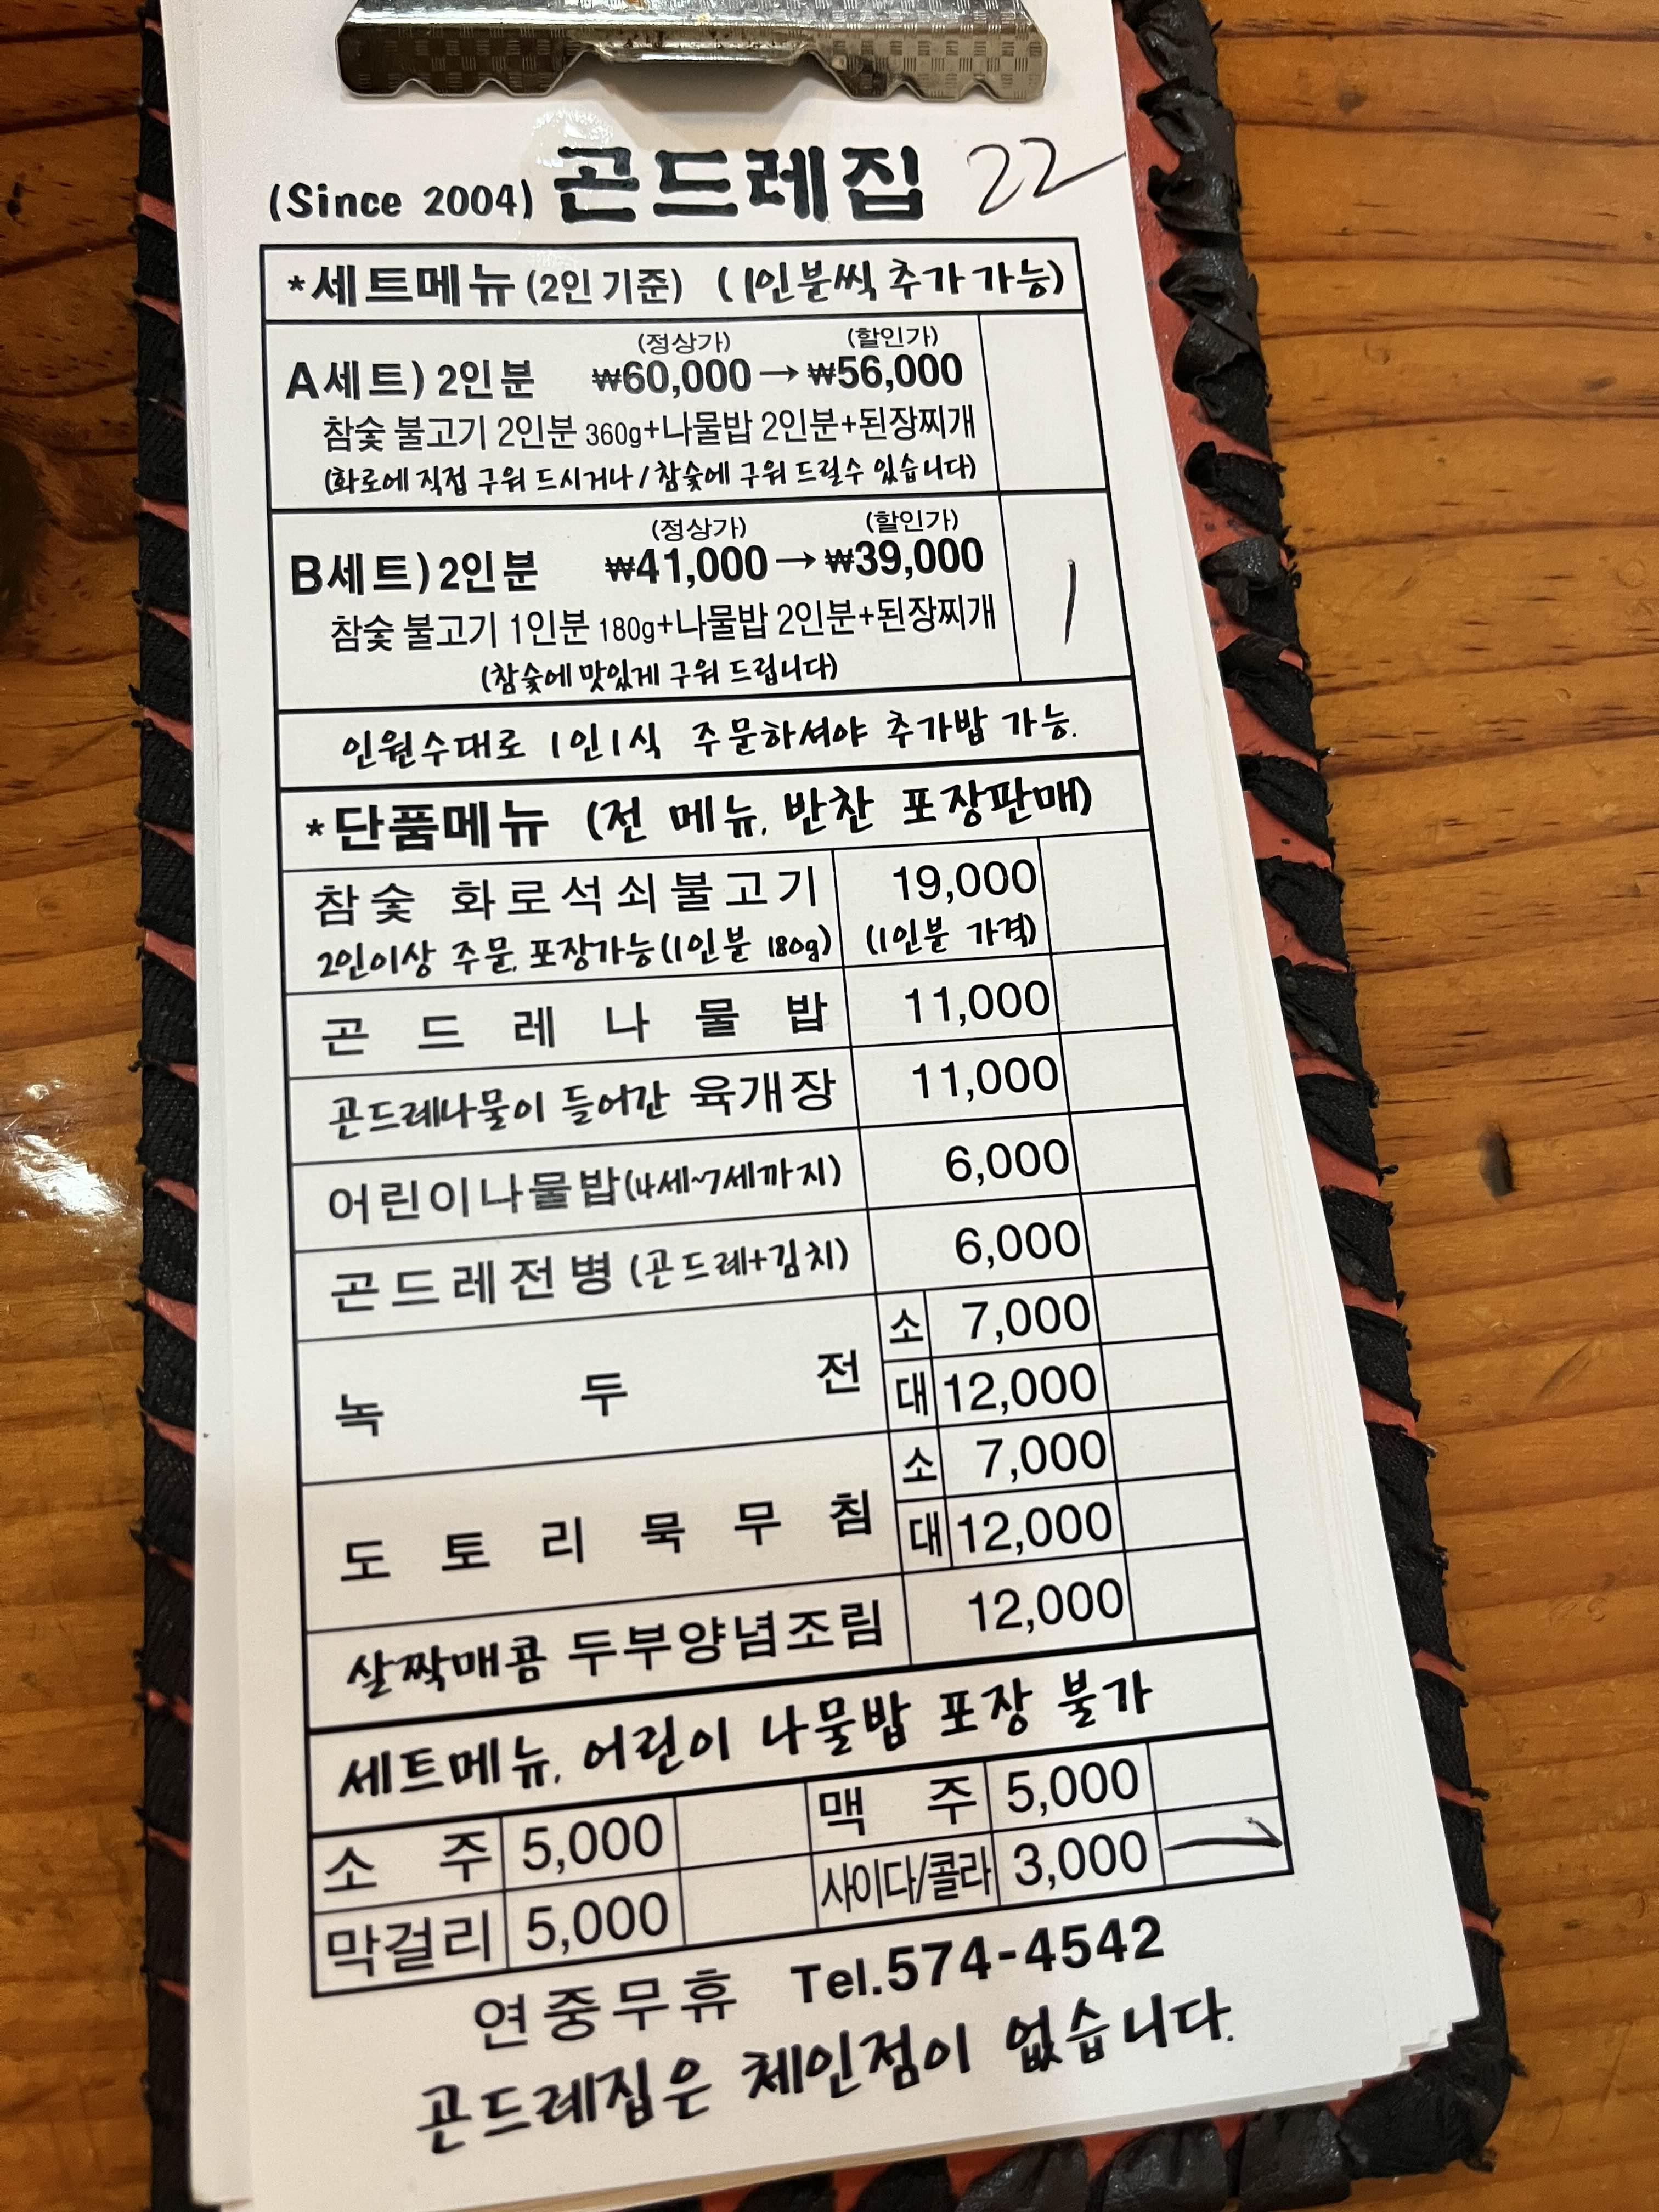 (Since 2004) 곤드레집 22
*세트메뉴 (2인 기준) (1인분씩 추가 가능)
(정상가) (할인가)
A세트) 2인분 ₩60,000→₩56,000
참숯 불고기 2인분 360g+나물밥 2인분+된장찌개
(화로에 직접 구워 드시거나 / 참숯에 구워 드릴수 있습니다)
(정상가) (할인가)
B세트) 2인분 ₩41,000→₩39,000
참숯 불고기 1인분 180g+나물밥 2인분+된장찌개
(참숯에 맛있게 구워 드립니다)
인원수대로 1인1식 주문하셔야 추가밥 가능.
*단품메뉴 (전 메뉴, 반찬 포장판매)
참숯 화로석쇠불고기 19,000
2인이상 주문, 포장가능(1인분 180g) (1인분 가격)
곤드레나물밥 11,000
곤드레나물이 들어간 육개장 11,000
어린이나물밥(4세~7세까지) 6,000
곤드레전병 (곤드레+김치) 6,000
녹두전 소 7,000
대 12,000
도토리묵무침 소 7,000
대 12,000
살짝매콤 두부양념조림 12,000
세트메뉴, 어린이 나물밥 포장 불가
소주 5,000 맥주 5,000
막걸리 5,000 사이다/콜라 3,000
연중무휴 Tel.574-4542
곤드레집은 체인점이 없습니다.